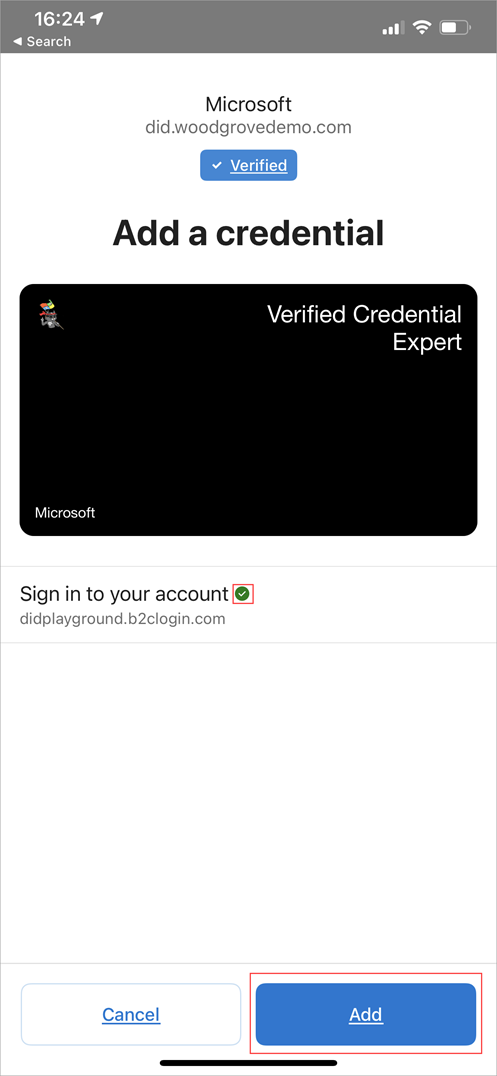 16:24
◀ Search
Microsoft
did.woodgrovedemo.com
Verified
Add a credential
Verified Credential
Expert
Microsoft
Sign in to your account
didplayground.b2clogin.com
Cancel
Add